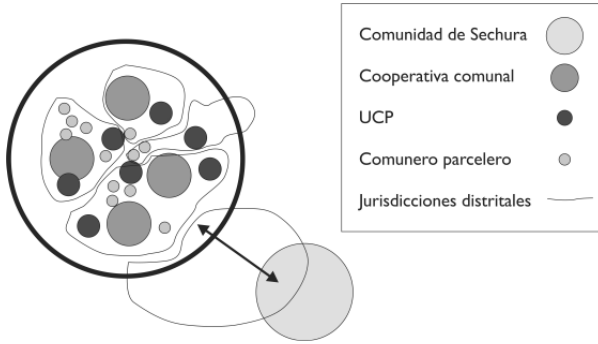 Comunidad de Sechura
Cooperativa comunal
UCP
Comunero parcelero
Jurisdicciones distritales